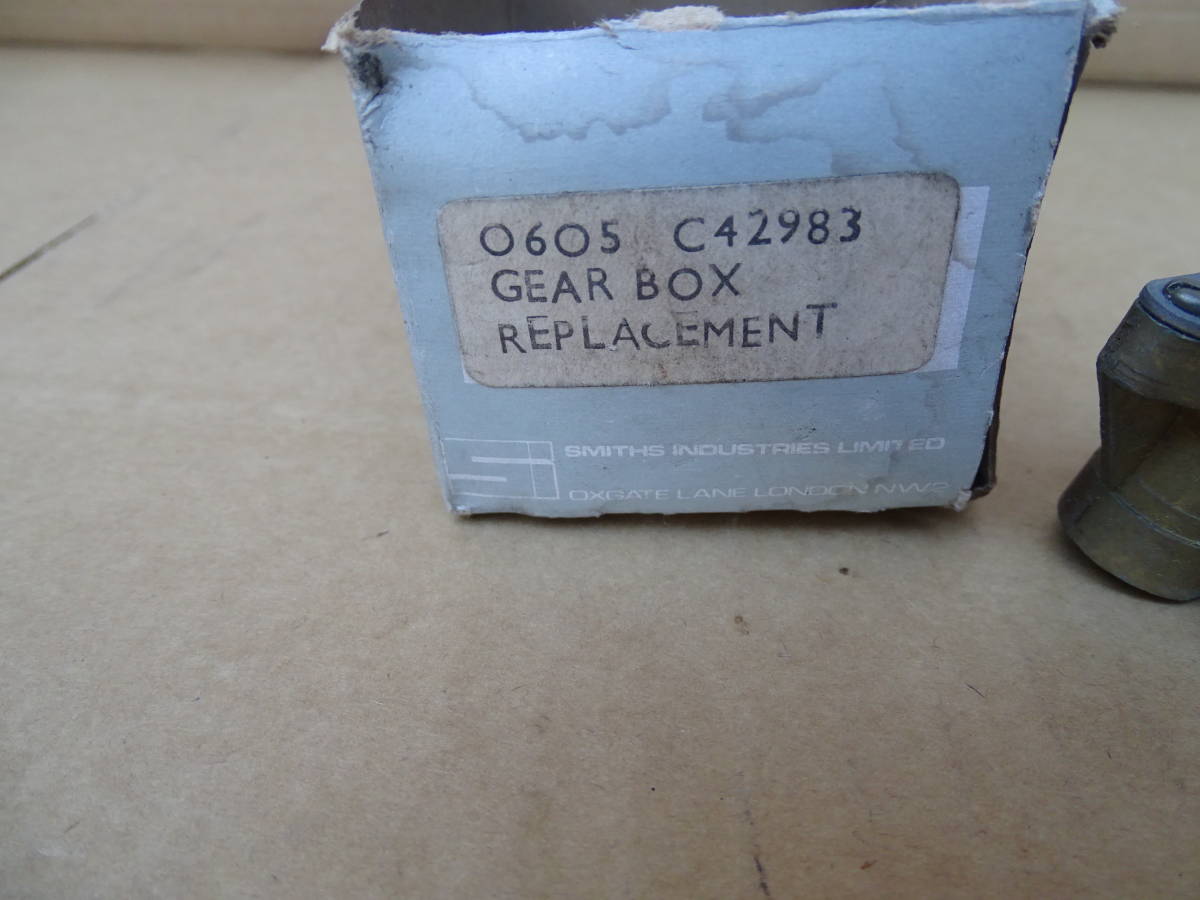 0605 C42983
GEAR BOX
REPLACEMENT
SMITHS INDUSTRIES LIMITED
OXGATE LANE LONDON NW2